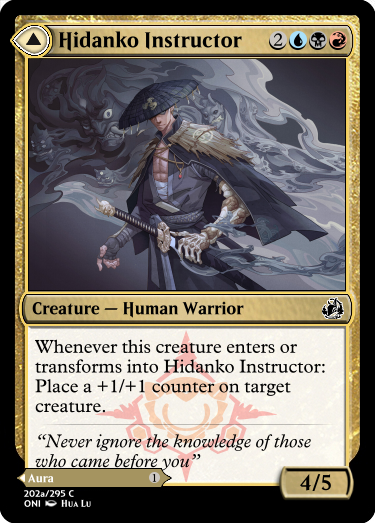 Hidanko Instructor 2
Creature — Human Warrior
Whenever this creature enters or
transforms into Hidanko Instructor:
Place a +1/+1 counter on target
creature.
“Never ignore the knowledge of those
who came before you”
Aura 1
4/5
202a/295 C
ONI Hua Lu